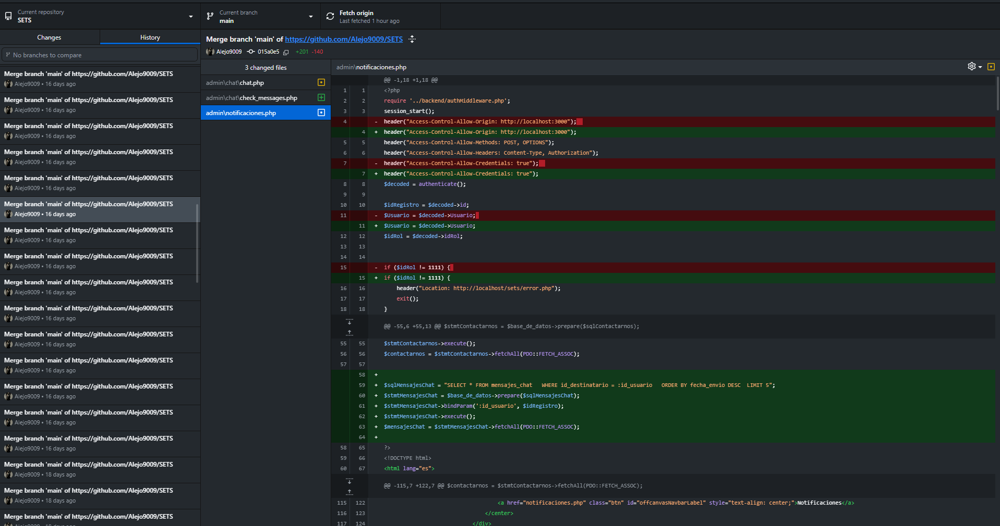 Current repository
SETS
Current branch
main
Fetch origin
Last fetched 1 hour ago
Changes
History
No branches to compare
Merge branch 'main' of https://github.com/Alejo9009/SETS
Alejo9009 • 16 days ago
Merge branch 'main' of https://github.com/Alejo9009/SETS
Alejo9009 • 16 days ago
Merge branch 'main' of https://github.com/Alejo9009/SETS
Alejo9009 • 16 days ago
Merge branch 'main' of https://github.com/Alejo9009/SETS
Alejo9009 • 16 days ago
Merge branch 'main' of https://github.com/Alejo9009/SETS
Alejo9009 • 16 days ago
Merge branch 'main' of https://github.com/Alejo9009/SETS
Alejo9009 • 16 days ago
Merge branch 'main' of https://github.com/Alejo9009/SETS
Alejo9009 • 16 days ago
Merge branch 'main' of https://github.com/Alejo9009/SETS
Alejo9009 • 16 days ago
Merge branch 'main' of https://github.com/Alejo9009/SETS
Alejo9009 • 16 days ago
Merge branch 'main' of https://github.com/Alejo9009/SETS
Alejo9009 • 16 days ago
Merge branch 'main' of https://github.com/Alejo9009/SETS
Alejo9009 • 16 days ago
Merge branch 'main' of https://github.com/Alejo9009/SETS
Alejo9009 • 16 days ago
Merge branch 'main' of https://github.com/Alejo9009/SETS
Alejo9009 • 16 days ago
Merge branch 'main' of https://github.com/Alejo9009/SETS
Alejo9009 • 16 days ago
Merge branch 'main' of https://github.com/Alejo9009/SETS
Alejo9009 • 16 days ago
Merge branch 'main' of https://github.com/Alejo9009/SETS
Alejo9009 • 18 days ago
Merge branch 'main' of https://github.com/Alejo9009/SETS
Alejo9009 • 18 days ago
Merge branch 'main' of https://github.com/Alejo9009/SETS
Alejo9009 • 18 days ago
Merge branch 'main' of https://github.com/Alejo9009/SETS
Alejo9009 015a0e5 +201 -140
3 changed files
admin\chat\chat.php
admin\chat\check_messages.php
admin\notificaciones.php
admin\notificaciones.php
@@ -1,18 +1,18 @@
1 1 <?php
2 2 require '../backend/authMiddleware.php';
3 3 session_start();
4 - header("Access-Control-Allow-Origin: http://localhost:3000");
4 + header("Access-Control-Allow-Origin: http://localhost:3000");
5 5 header("Access-Control-Allow-Methods: POST, OPTIONS");
6 6 header("Access-Control-Allow-Headers: Content-Type, Authorization");
7 - header("Access-Control-Allow-Credentials: true");
7 + header("Access-Control-Allow-Credentials: true");
8 8 $decoded = authenticate();
9 9
10 10 $idRegistro = $decoded->id;
11 - $Usuario = $decoded->Usuario;
11 + $Usuario = $decoded->Usuario;
12 12 $idRol = $decoded->idRol;
13 13
14 14
15 - if ($idRol != 1111) {
15 + if ($idRol != 1111) {
16 16 header("Location: http://localhost/sets/error.php");
17 17 exit();
18 18 }
@@ -55,6 +55,13 @@ $stmtContactarnos = $base_de_datos->prepare($sqlContactarnos);
55 55 $stmtContactarnos->execute();
56 56 $contactarnos = $stmtContactarnos->fetchAll(PDO::FETCH_ASSOC);
57 57
58 +
59 + $sqlMensajesChat = "SELECT * FROM mensajes_chat   WHERE id_destinatario = :id_usuario   ORDER BY fecha_envio DESC  LIMIT 5";
60 + $stmtMensajesChat = $base_de_datos->prepare($sqlMensajesChat);
61 + $stmtMensajesChat->bindParam(':id_usuario', $idRegistro);
62 + $stmtMensajesChat->execute();
63 + $mensajesChat = $stmtMensajesChat->fetchAll(PDO::FETCH_ASSOC);
64 +
58 65 ?>
59 66 <!DOCTYPE html>
60 67 <html lang="es">
@@ -115,7 +122,7 @@ $contactarnos = $stmtContactarnos->fetchAll(PDO::FETCH_ASSOC);
115 122 <a href="notificaciones.php" class="btn" id="offcanvasNavbarLabel" style="text-align: center;">Notificaciones</a>
116 123 </center>
117 124 </div>